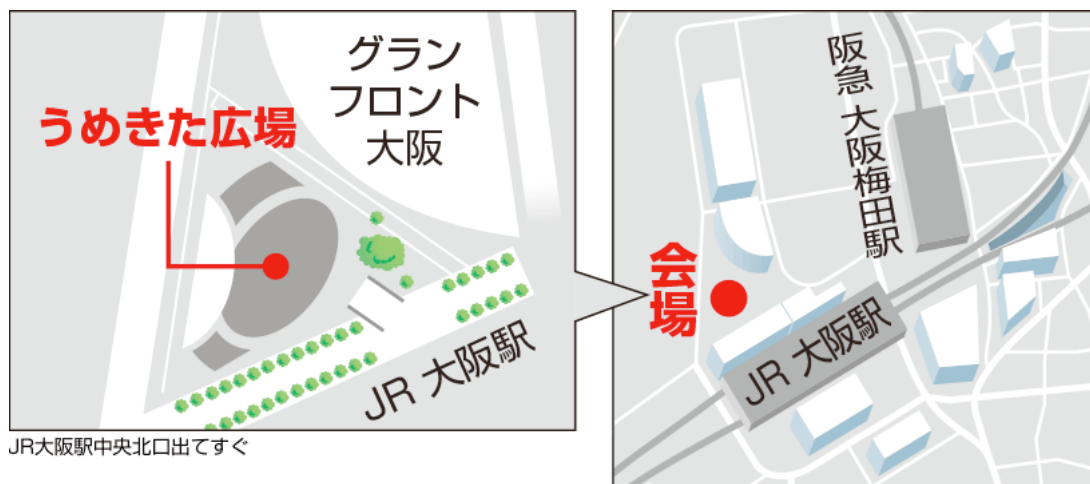 グラン
フロント
大阪
うめきた広場
JR 大阪駅
JR大阪駅中央北口出てすぐ
阪急 大阪梅田駅
会場
JR 大阪駅